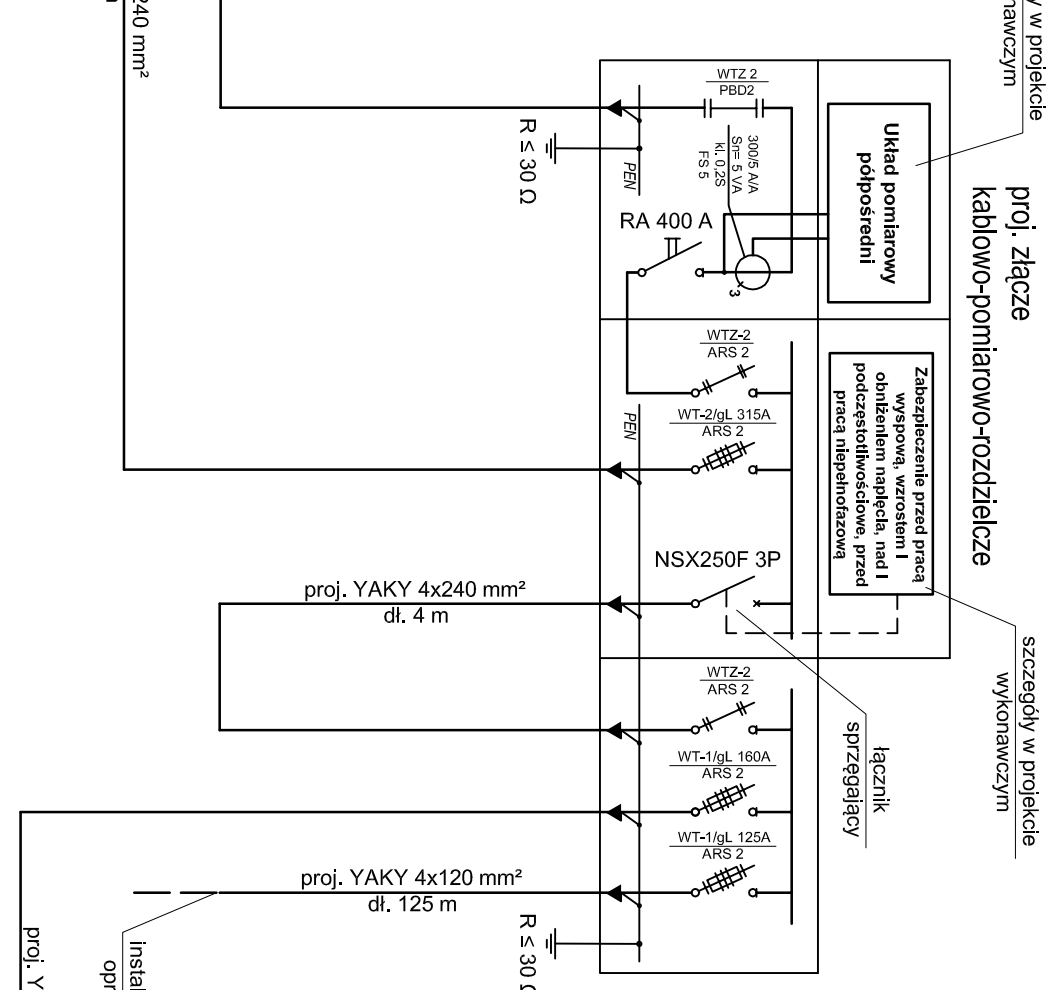 y w projekcie
nawczym
240 mm²
proj. złącze
kablowo-pomiarowo-rozdzielcze
Układ pomiarowy
półpośredni
WTZ 2
PBD2
300/5 A/A
Sn= 5 VA
kl. 0,2S
FS 5
PEN
R ≤ 30 Ω
RA 400 A
3
Zabezpieczenie przed pracą
wyspową, wzrostem i
obniżeniem napięcia, nad i
podczęstotliwościowe, przed
pracą niepełnofazową
szczegóły w projekcie
wykonawczym
WTZ-2
ARS 2
WT-2/gL 315A
ARS 2
PEN
NSX250F 3P
proj. YAKY 4x240 mm²
dł. 4 m
łącznik
sprzęgający
WTZ-2
ARS 2
WT-1/gL 160A
ARS 2
WT-1/gL 125A
ARS 2
proj. YAKY 4x120 mm²
dł. 125 m
R ≤ 30 Ω
instal
opr
proj. Y